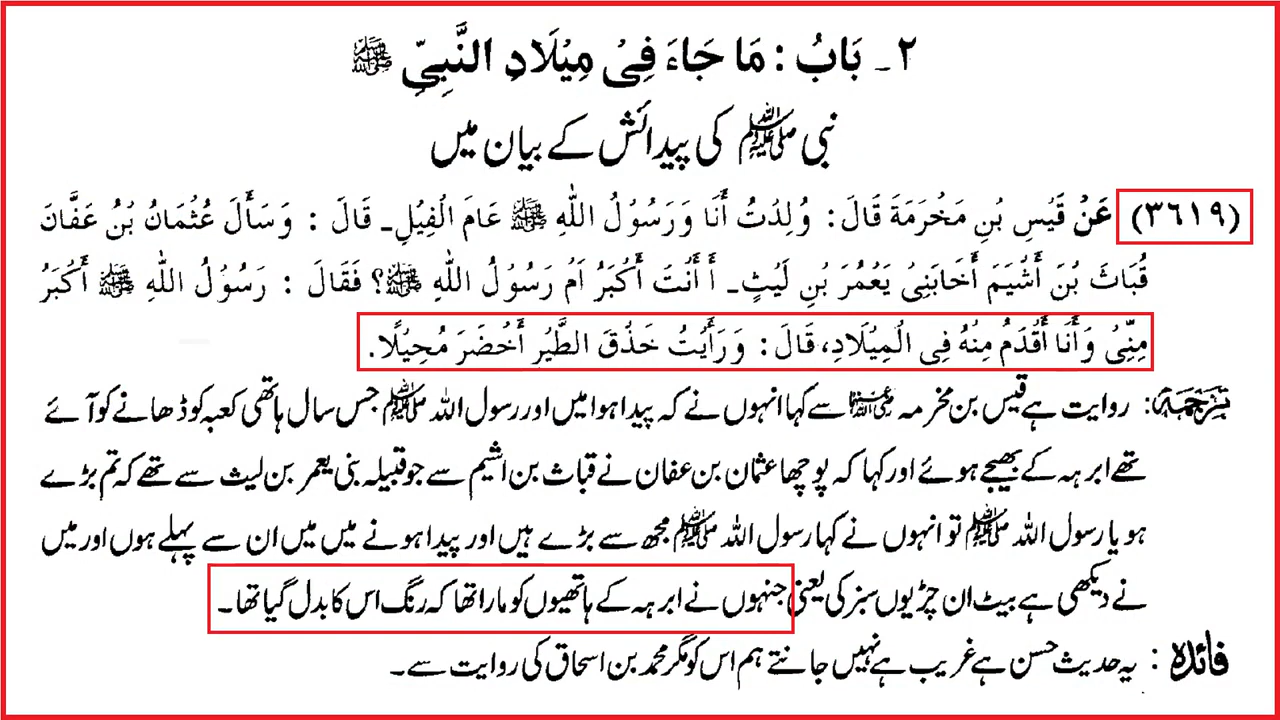 ۲۔ بَابُ : مَا جَاءَ فِیْ مِیْلَادِ النَّبِیِّ ﷺ
نبی ﷺ کی پیدائش کے بیان میں
(۳٦۱۹) عَنْ قَیْسِ بْنِ مَخْرَمَةَ قَالَ: وُلِدْتُ أَنَا وَرَسُوْلُ اللّٰهِ ﷺ عَامَ الْفِیْلِ۔ قَالَ : وَسَأَلَ عُثْمَانُ بْنُ عَفَّانَ
قُبَاثَ بْنَ أَشْیَمَ أَخَابَنِیْ یَعْمُرَ بْنِ لَیْثٍ۔ أَ أَنْتَ أَکْبَرُ اَمْ رَسُوْلُ اللّٰهِ ﷺ؟ فَقَالَ : رَسُوْلُ اللّٰهِ ﷺ أَکْبَرُ
مِنِّیْ وَأَنَا أَقْدَمُ مِنْهُ فِی الْمِیْلَادِ، قَالَ : وَرَأَیْتُ خَذْقَ الطَّیْرِ أَخْضَرَ مُحِیْلًا.
ترجمہ: روایت ہے قیس بن مخرمہ رضی اللہ عنہ سے کہا انہوں نے کہ پیدا ہوا میں اور رسول اللہ ﷺ جس سال ہاتھی کعبہ کو ڈھانے کو آئے
تھے ابرہہ کے بھیجے ہوئے اور کہا کہ پوچھا عثمان بن عفان نے قباث بن اشیم سے جو قبیلہ بنی یعمر بن لیث سے تھے کہ تم بڑے
ہو یا رسول اللہ ﷺ تو انہوں نے کہا رسول اللہ ﷺ مجھ سے بڑے ہیں اور پیدا ہونے میں میں ان سے پہلے ہوں اور میں
نے دیکھی ہے بیٹ ان چڑیوں سبز کی یعنی جنہوں نے ابرہہ کے ہاتھیوں کو مارا تھا کہ رنگ اس کا بدل گیا تھا۔
فائدہ : یہ حدیث حسن ہے غریب ہے نہیں جانتے ہم اس کو مگر محمد بن اسحاق کی روایت سے۔